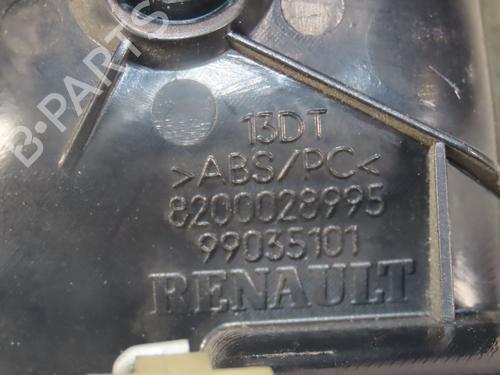 B-PARTS
13DT
>ABS/PC<
8200028995
99035101
RENAULT